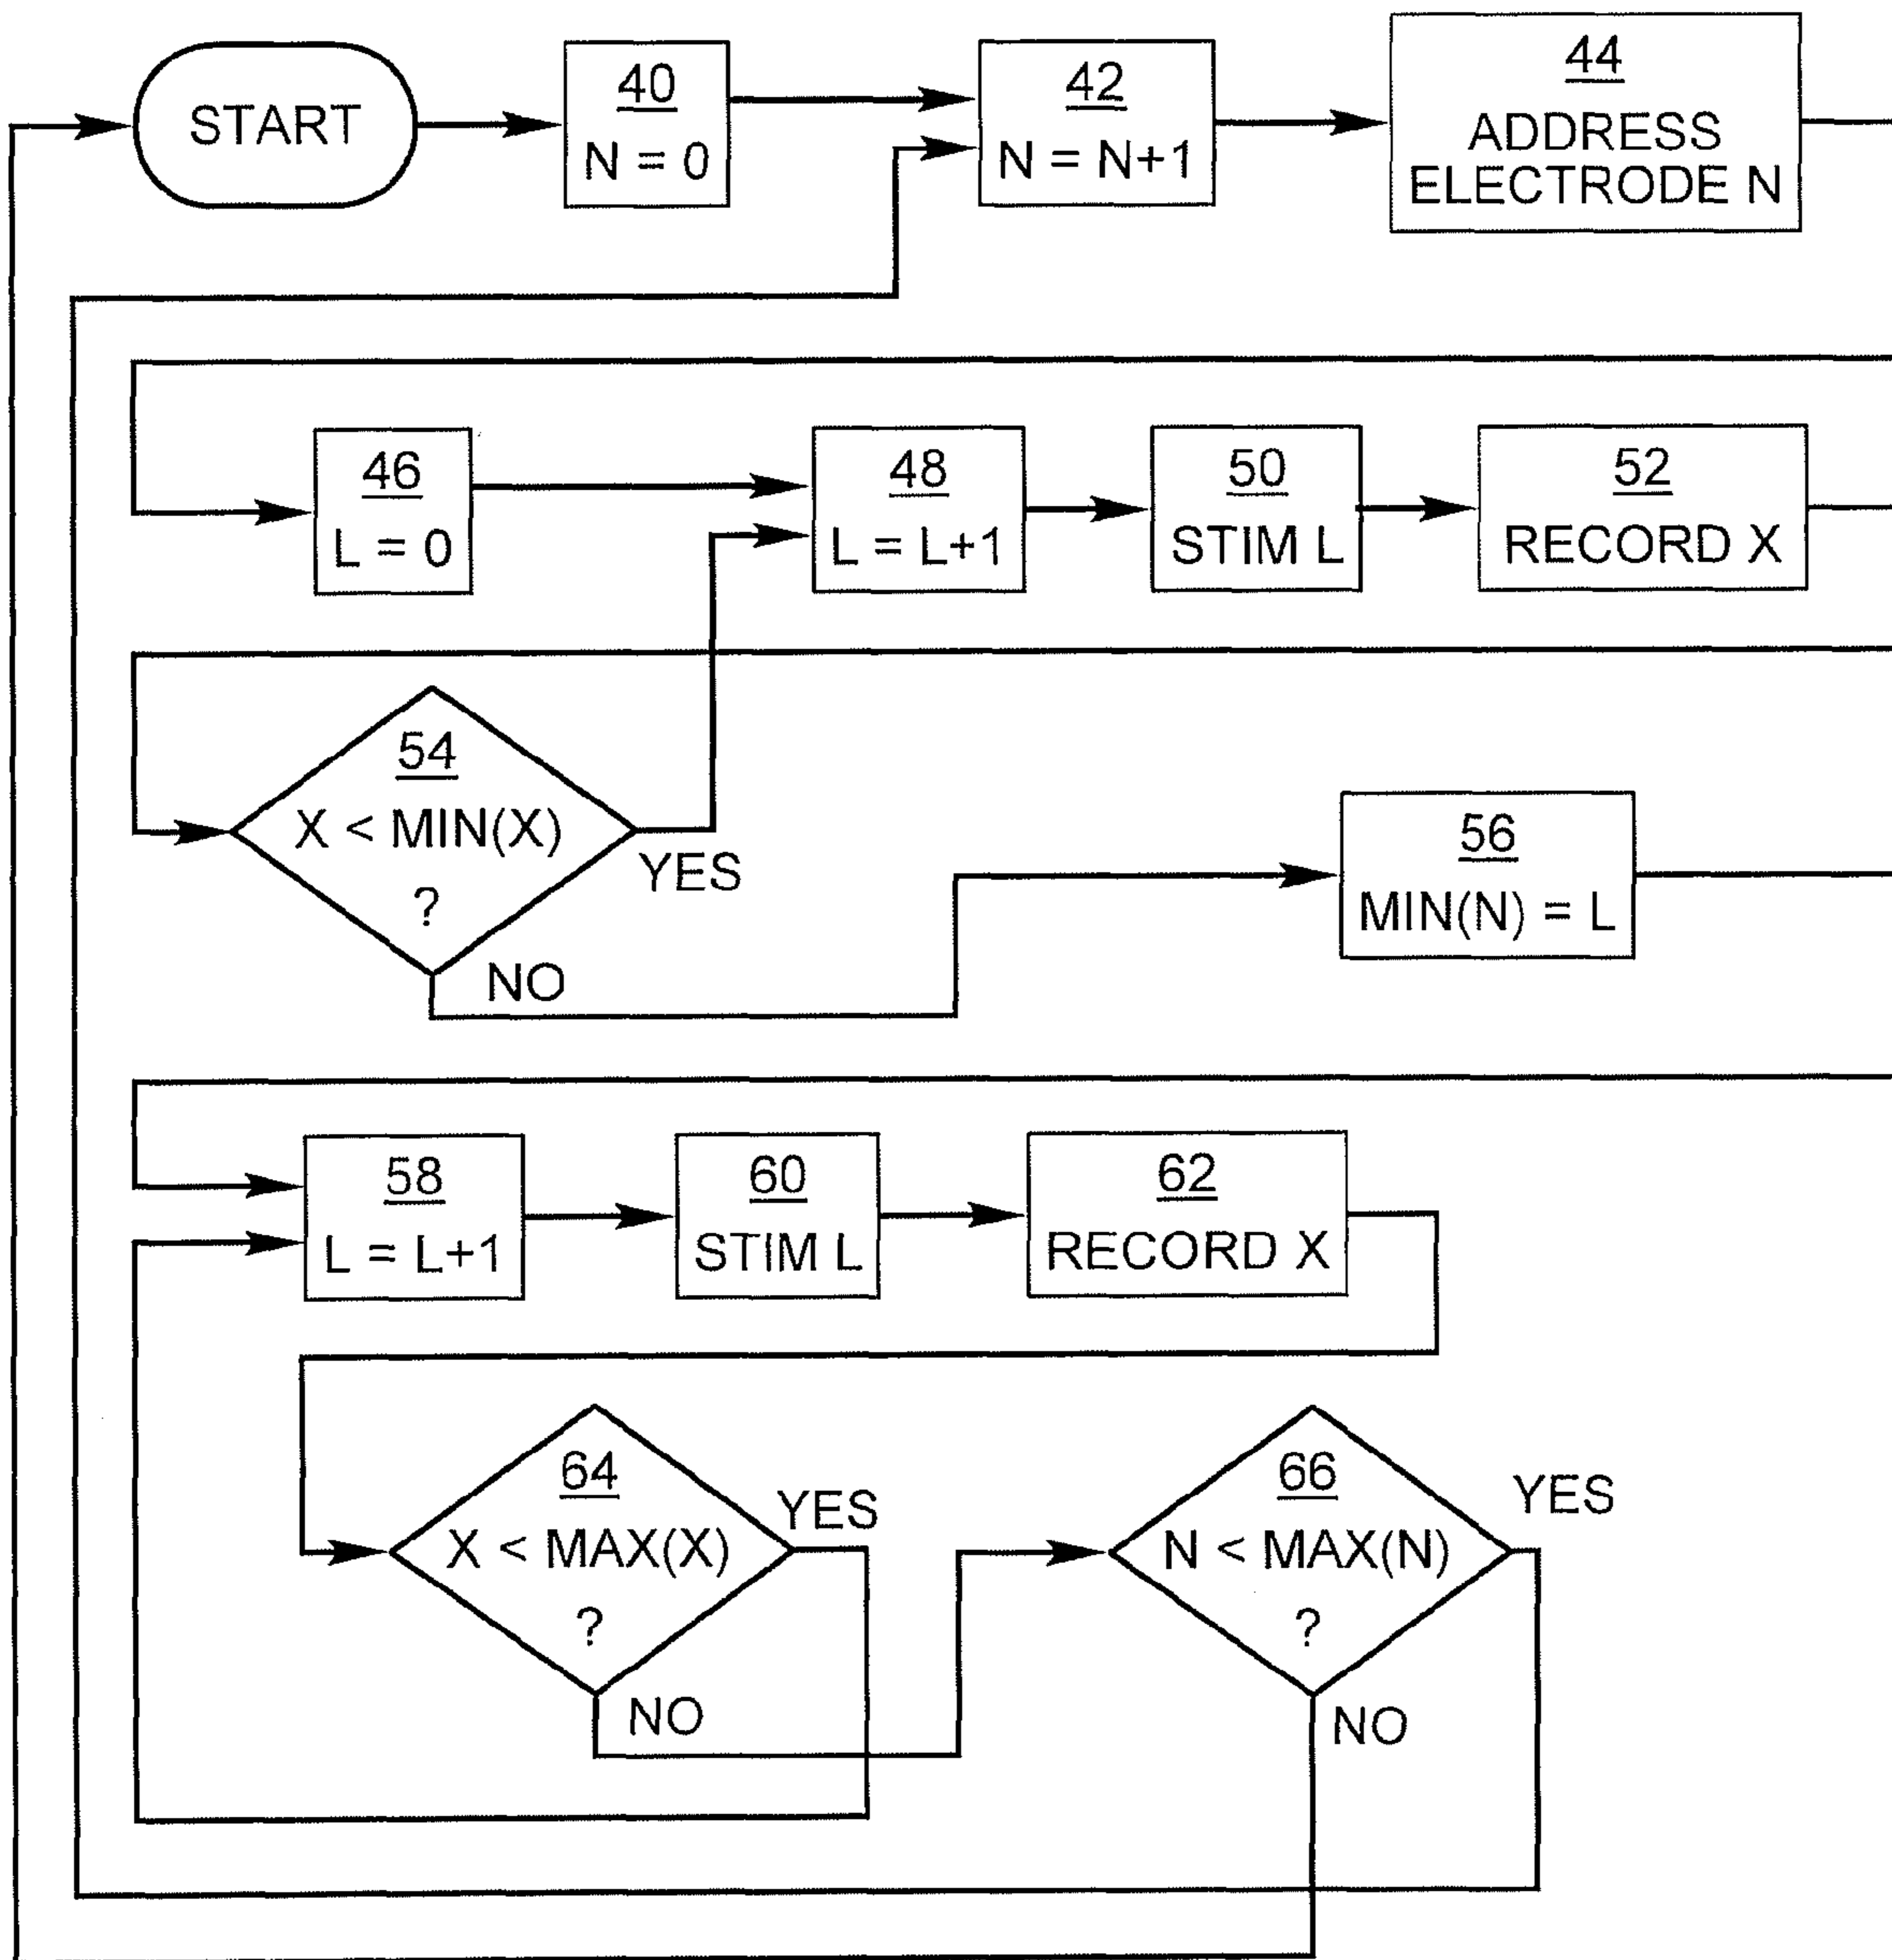 START
40
N = 0
42
N = N+1
44
ADDRESS
ELECTRODE N
46
L = 0
48
L = L+1
50
STIM L
52
RECORD X
54
X < MIN(X)
?
YES
NO
56
MIN(N) = L
58
L = L+1
60
STIM L
62
RECORD X
64
X < MAX(X)
?
YES
NO
66
N < MAX(N)
?
YES
NO